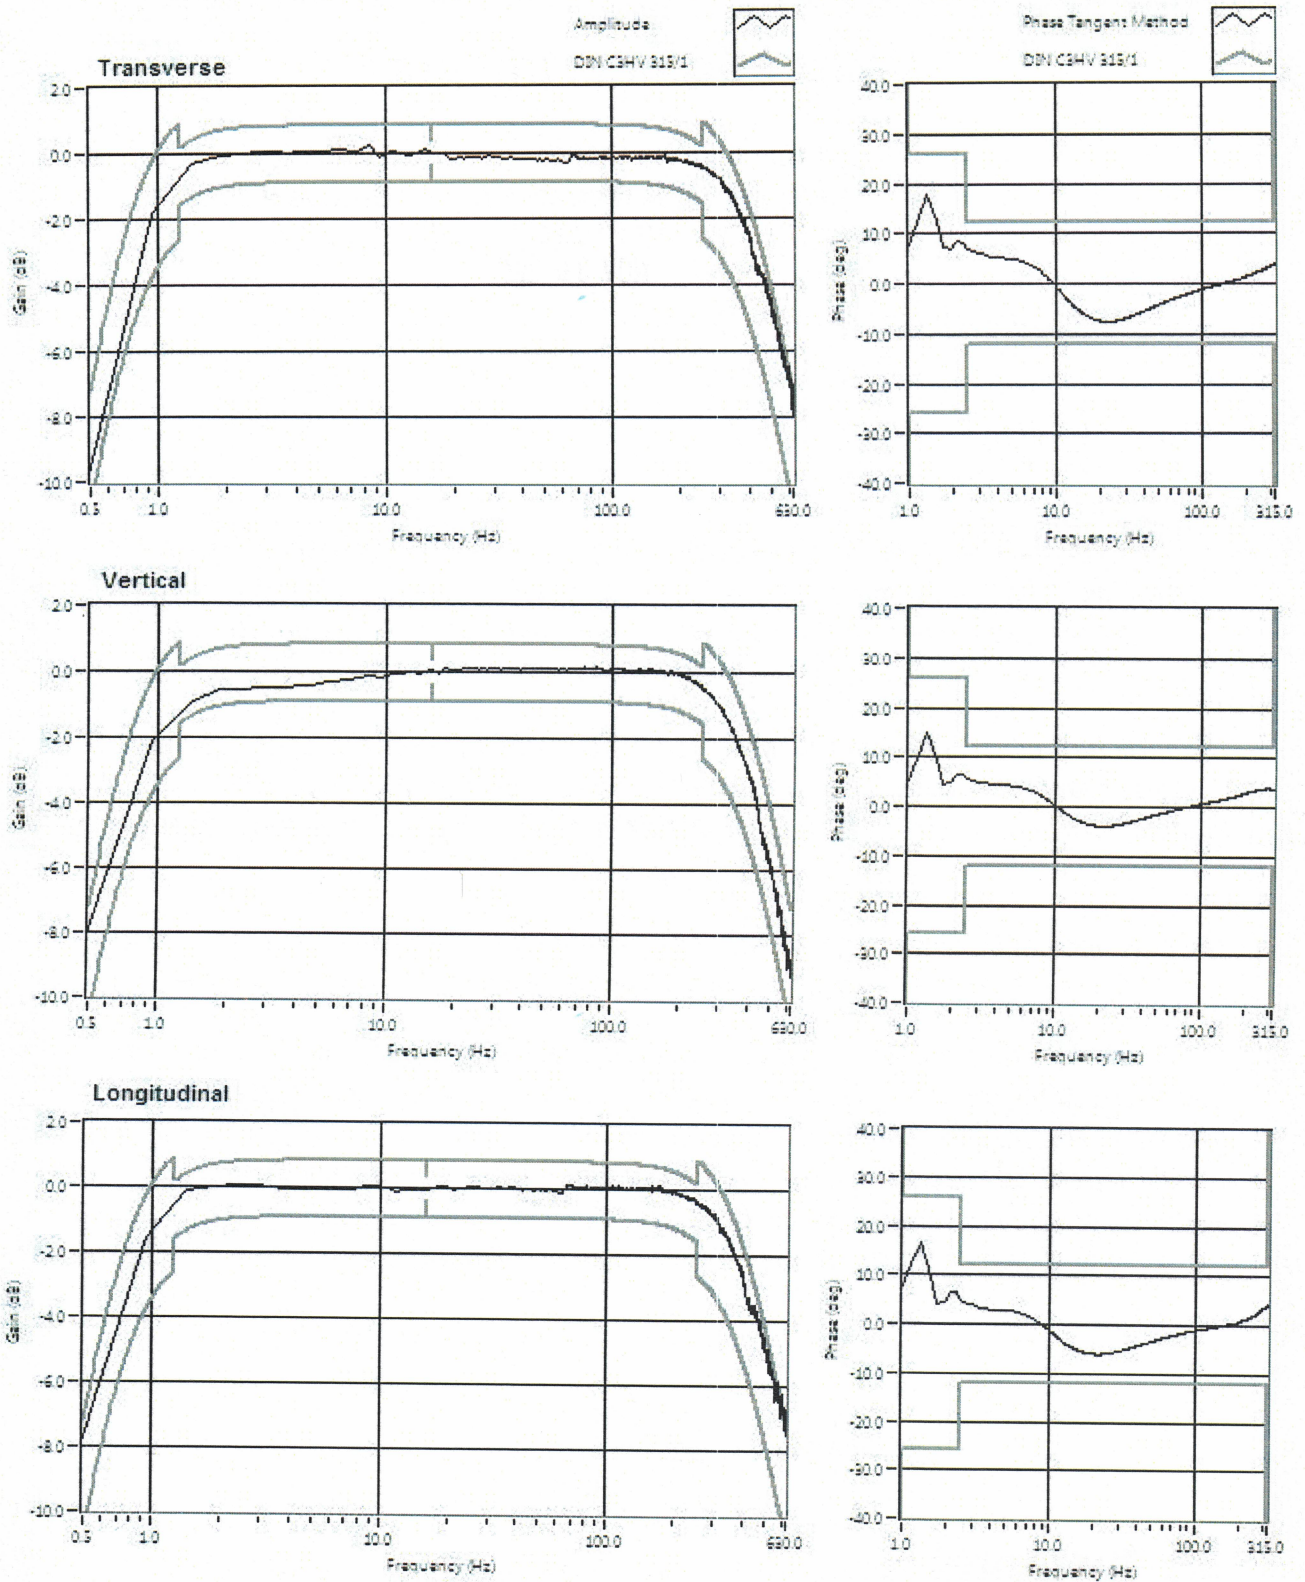 Amplitude
DIN C3HV 315/1
Phase Tangent Method
DIN C3HV 315/1
Transverse
2.0
0.0
-2.0
-4.0
-6.0
-8.0
-10.0
Gain (dB)
0.5 1.0 10.0 100.0 630.0
Frequency (Hz)
40.0
30.0
20.0
10.0
0.0
-10.0
-20.0
-30.0
-40.0
Phase (deg)
1.0 10.0 100.0 315.0
Frequency (Hz)
Vertical
2.0
0.0
-2.0
-4.0
-6.0
-8.0
-10.0
Gain (dB)
0.5 1.0 10.0 100.0 630.0
Frequency (Hz)
40.0
30.0
20.0
10.0
0.0
-10.0
-20.0
-30.0
-40.0
Phase (deg)
1.0 10.0 100.0 315.0
Frequency (Hz)
Longitudinal
2.0
0.0
-2.0
-4.0
-6.0
-8.0
-10.0
Gain (dB)
0.5 1.0 10.0 100.0 630.0
Frequency (Hz)
40.0
30.0
20.0
10.0
0.0
-10.0
-20.0
-30.0
-40.0
Phase (deg)
1.0 10.0 100.0 315.0
Frequency (Hz)